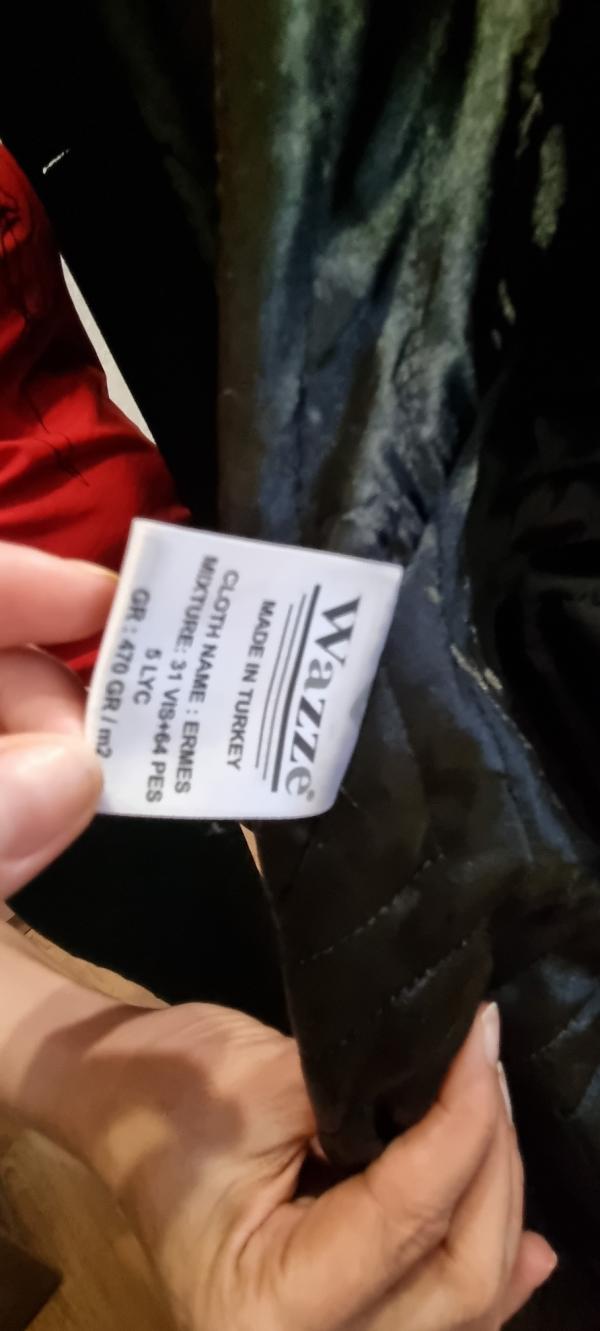 Wazze®
MADE IN TURKEY
CLOTH NAME : ERMES
MIXTURE: 31 VIS+64 PES
5 LYC
GR : 470 GR / m2